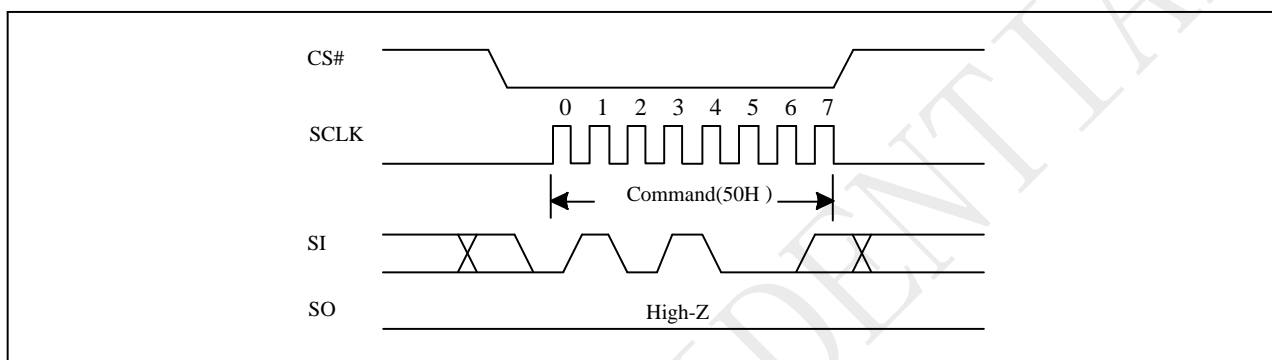 CS#
0 1 2 3 4 5 6 7
SCLK
Command(50H )
SI
SO High-Z